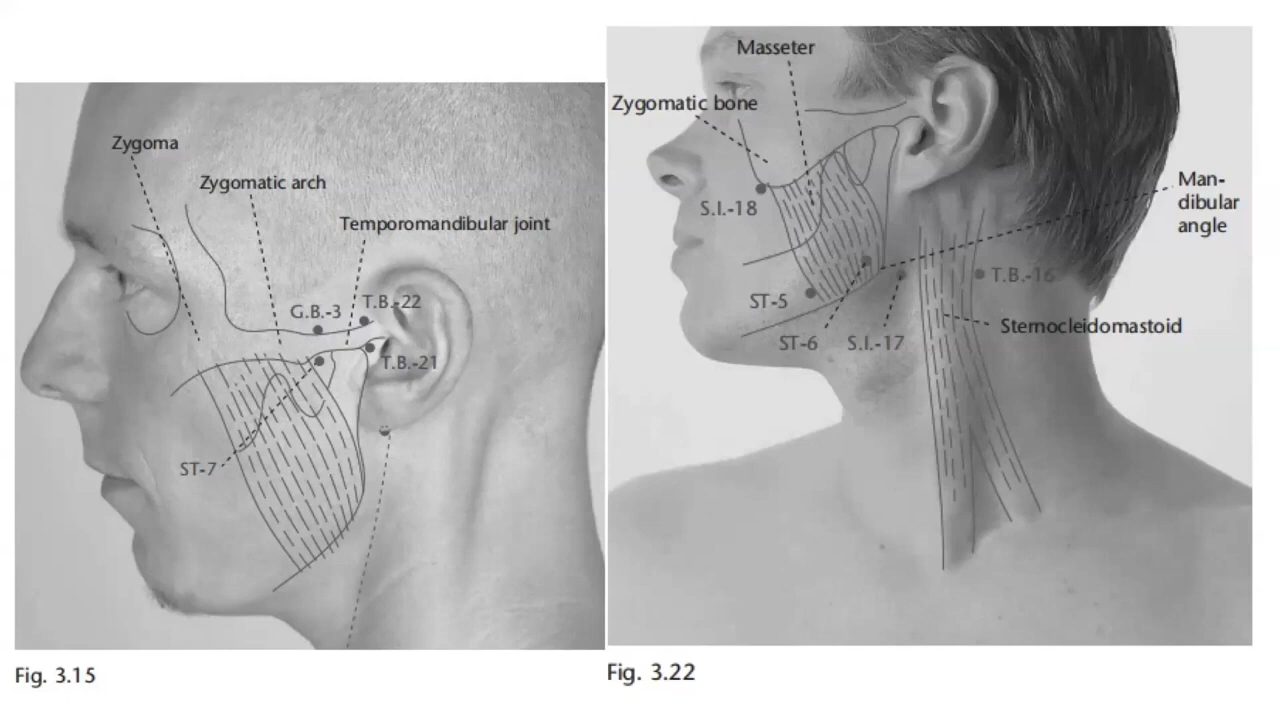 Zygoma
Zygomatic arch
Temporomandibular joint
G.B.-3
T.B.-22
T.B.-21
ST-7
Fig. 3.15
Masseter
Zygomatic bone
S.I.-18
Man-
dibular
angle
T.B.-16
ST-5
Sternocleidomastoid
ST-6
S.I.-17
Fig. 3.22